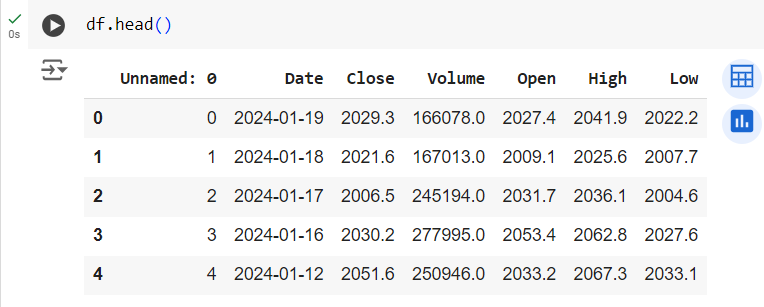 df.head()
0s
Unnamed: 0 Date Close Volume Open High Low
0 0 2024-01-19 2029.3 166078.0 2027.4 2041.9 2022.2
1 1 2024-01-18 2021.6 167013.0 2009.1 2025.6 2007.7
2 2 2024-01-17 2006.5 245194.0 2031.7 2036.1 2004.6
3 3 2024-01-16 2030.2 277995.0 2053.4 2062.8 2027.6
4 4 2024-01-12 2051.6 250946.0 2033.2 2067.3 2033.1